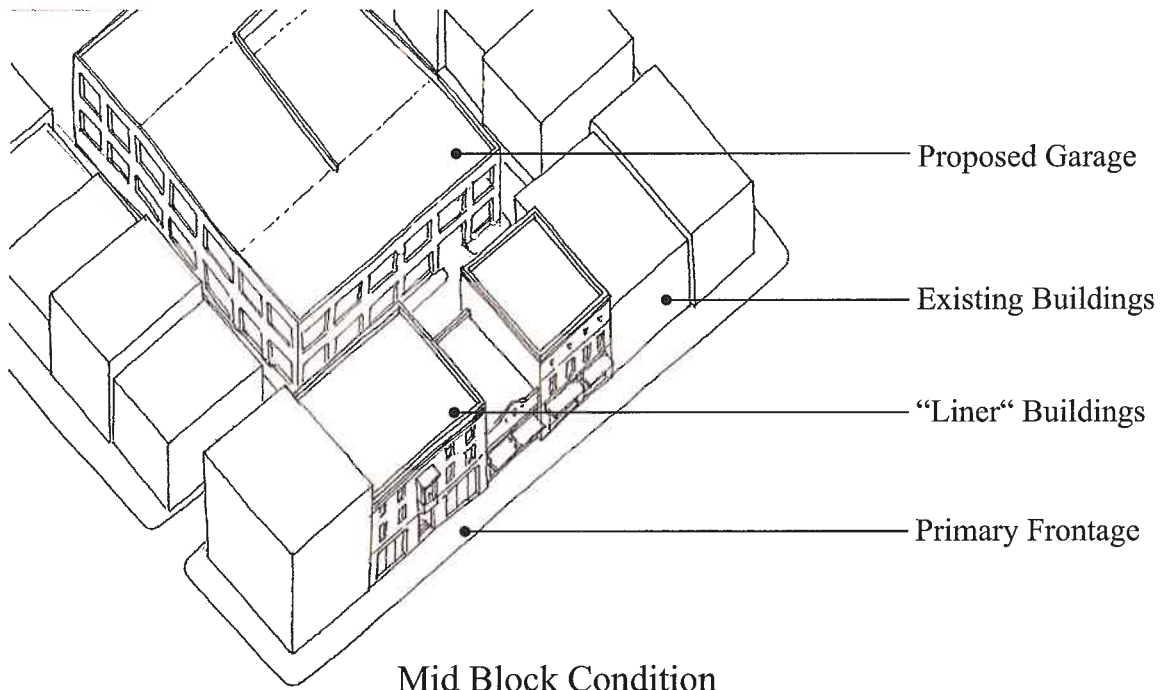 Proposed Garage
Existing Buildings
“Liner“ Buildings
Primary Frontage
Mid Block Condition